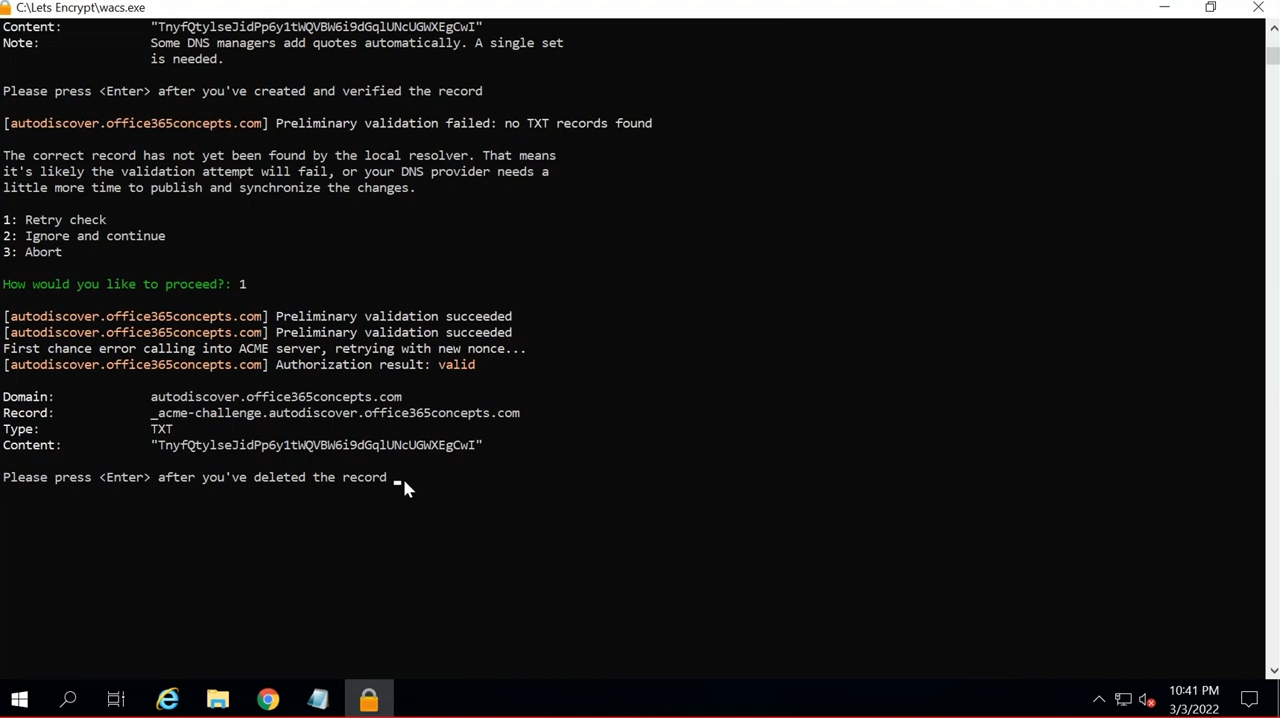 C:\Lets Encrypt\wacs.exe
Content: "TnyfQtylseJidPp6y1tWQVBW6i9dGqlUNcUGWXEgCwI"
Note: Some DNS managers add quotes automatically. A single set
is needed.
Please press <Enter> after you've created and verified the record
[autodiscover.office365concepts.com] Preliminary validation failed: no TXT records found
The correct record has not yet been found by the local resolver. That means
it's likely the validation attempt will fail, or your DNS provider needs a
little more time to publish and synchronize the changes.
1: Retry check
2: Ignore and continue
3: Abort
How would you like to proceed?: 1
[autodiscover.office365concepts.com] Preliminary validation succeeded
[autodiscover.office365concepts.com] Preliminary validation succeeded
First chance error calling into ACME server, retrying with new nonce...
[autodiscover.office365concepts.com] Authorization result: valid
Domain: autodiscover.office365concepts.com
Record: _acme-challenge.autodiscover.office365concepts.com
Type: TXT
Content: "TnyfQtylseJidPp6y1tWQVBW6i9dGqlUNcUGWXEgCwI"
Please press <Enter> after you've deleted the record
10:41 PM
3/3/2022